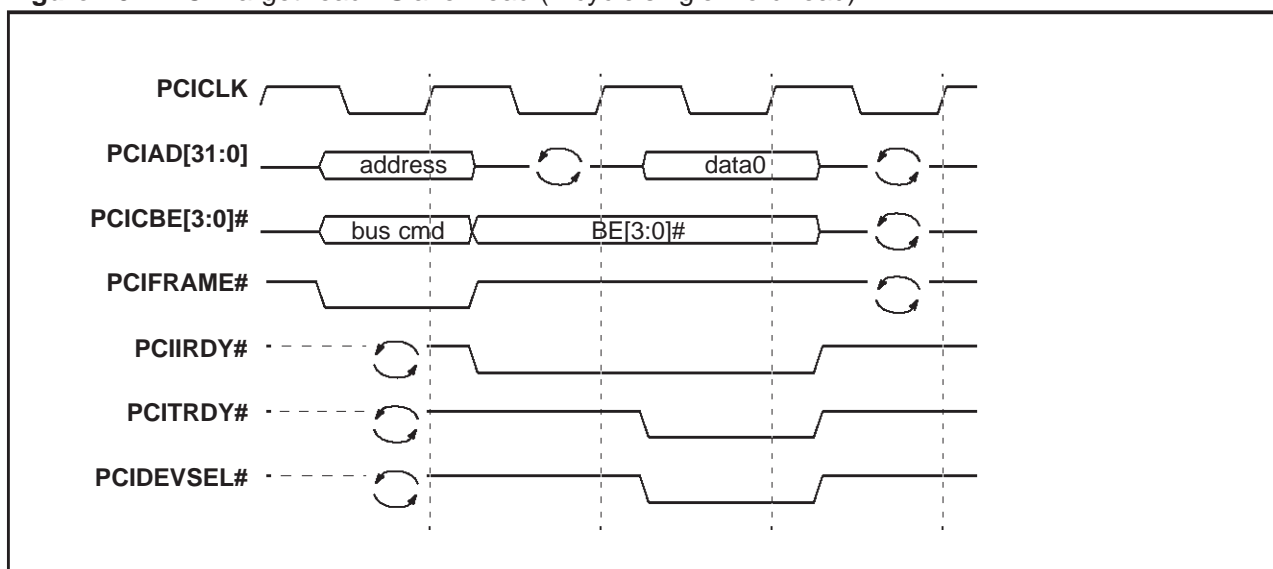 PCICLK
PCIAD[31:0]
address
data0
PCICBE[3:0]#
bus cmd
BE[3:0]#
PCIFRAME#
PCIIRDY#
PCITRDY#
PCIDEVSEL#